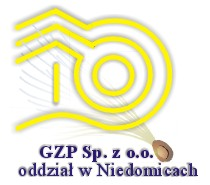 GZP Sp. z o.o.
oddział w Niedomicach